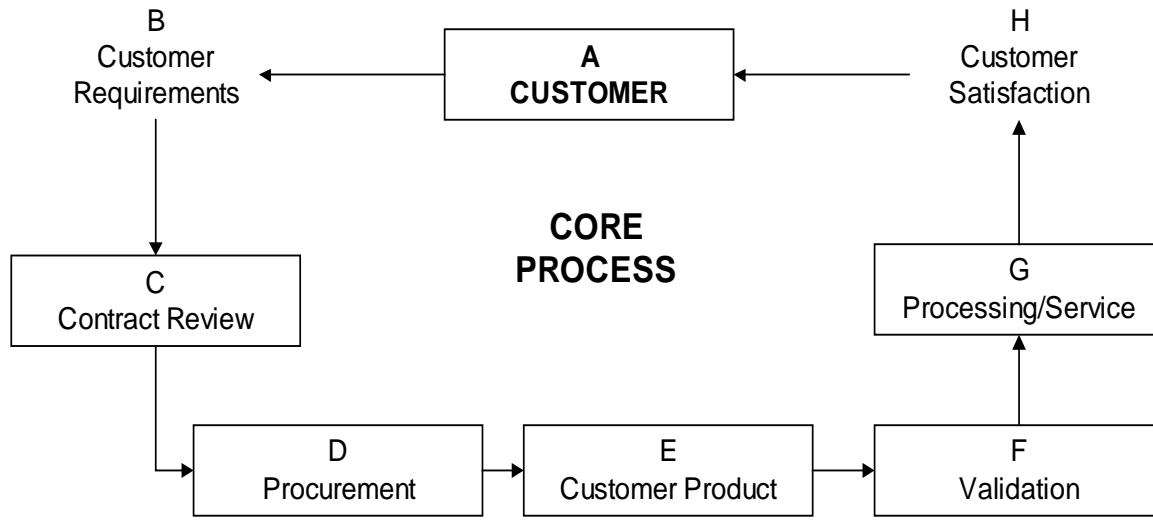 B
Customer
Requirements
A
CUSTOMER
H
Customer
Satisfaction
CORE
PROCESS
C
Contract Review
G
Processing/Service
D
Procurement
E
Customer Product
F
Validation